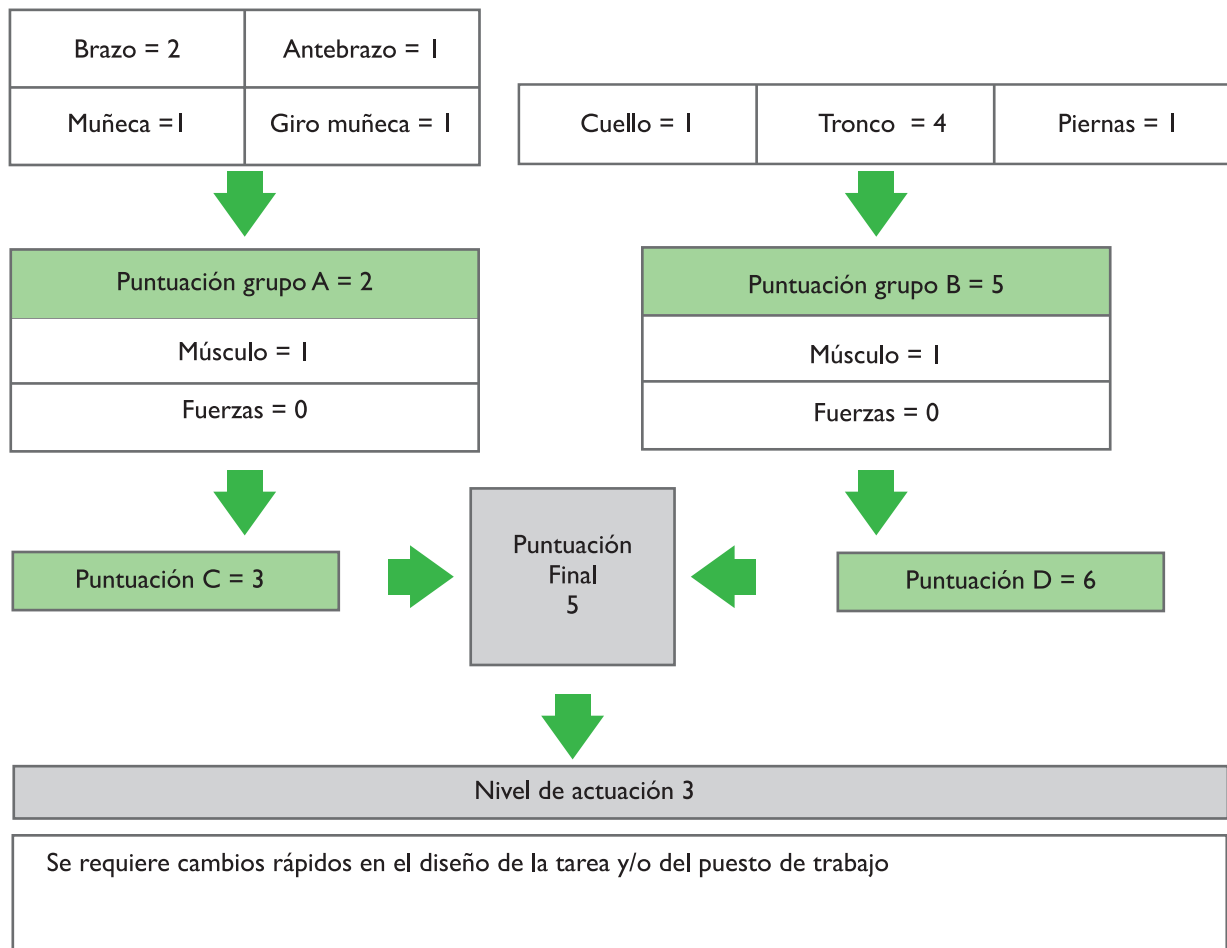 Brazo = 2
Antebrazo = 1
Muñeca =1
Giro muñeca = 1
Cuello = 1
Tronco  = 4
Piernas = 1
Puntuación grupo A = 2
Músculo = 1
Fuerzas = 0
Puntuación grupo B = 5
Músculo = 1
Fuerzas = 0
Puntuación C = 3
Puntuación
Final
5
Puntuación D = 6
Nivel de actuación 3
Se requiere cambios rápidos en el diseño de la tarea y/o del puesto de trabajo